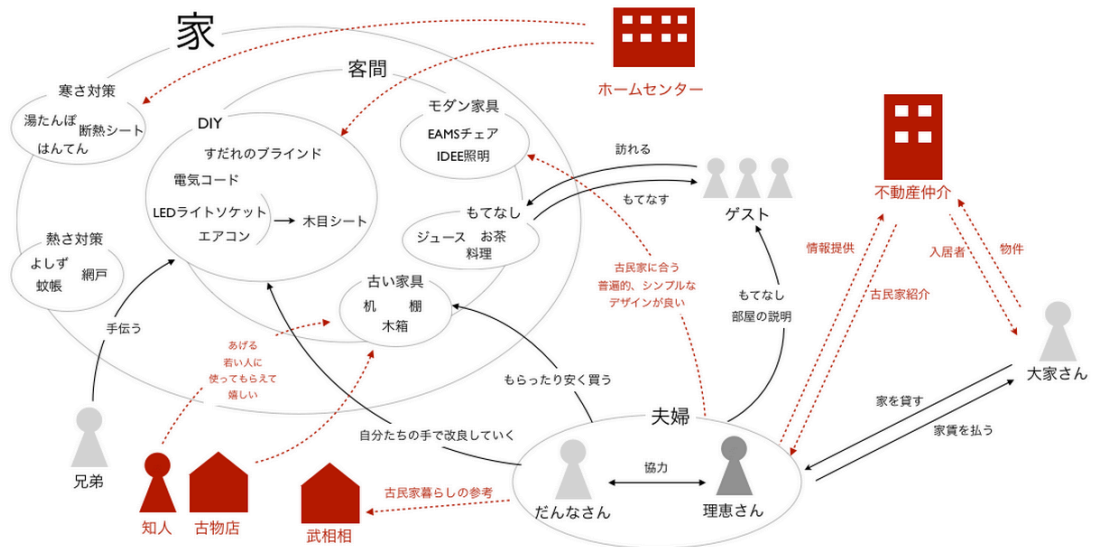 家
ホームセンター
客間
寒さ対策
湯たんぽ
断熱シート
はんてん
DIY
すだれのブラインド
電気コード
LEDライトソケット
エアコン
木目シート
モダン家具
EAMSチェア
IDEE照明
訪れる
もてなす
ゲスト
不動産仲介
もてなし
ジュース お茶
料理
熱さ対策
よしず
網戸
蚊帳
古い家具
机 棚
木箱
手伝う
古民家に合う
普遍的、シンプルな
デザインが良い
もてなし
部屋の説明
情報提供
古民家紹介
入居者
物件
大家さん
あげる
若い人に
使ってもらえて
嬉しい
もらったり安く買う
自分たちの手で改良していく
家を貸す
家賃を払う
夫婦
協力
だんなさん
理恵さん
兄弟
知人
古物店
武相相
古民家暮らしの参考